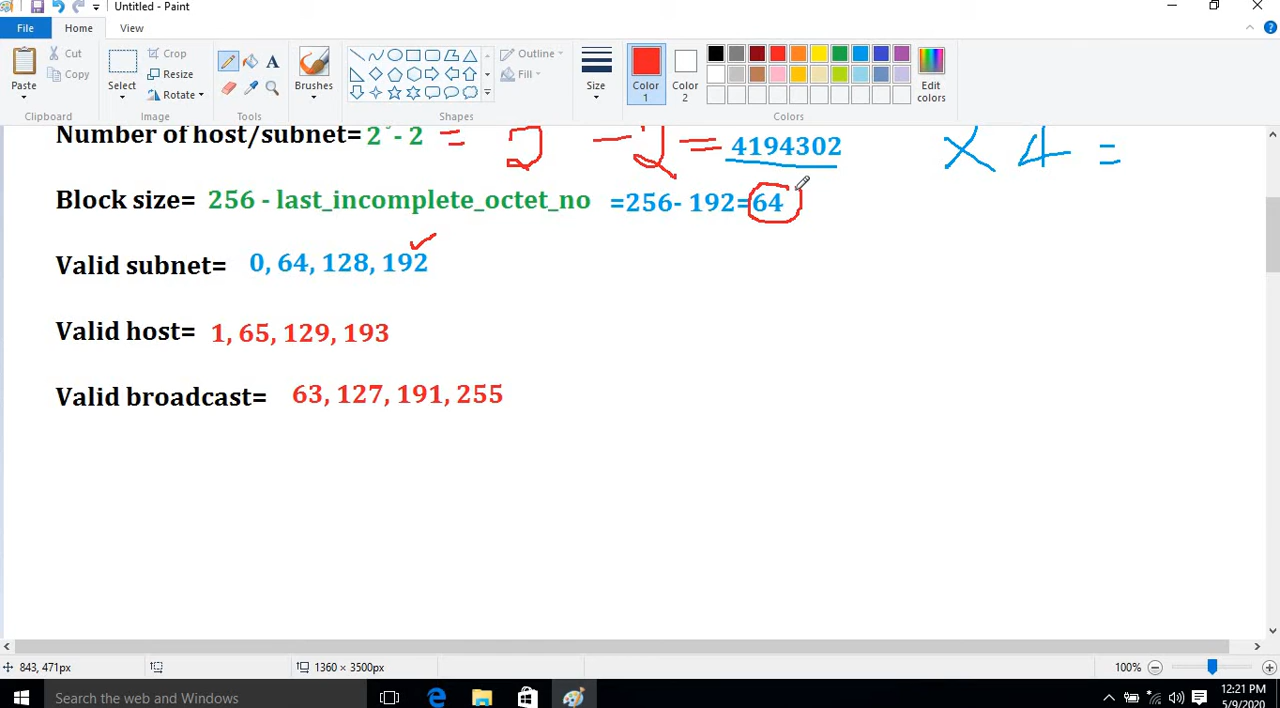 Untitled - Paint
File Home View
Paste Cut Copy Select Crop Resize Rotate Brushes Outline Fill Size Color 1 Color 2 Edit colors
Clipboard Image Tools Shapes Colors
Number of host/subnet= 2 - 2 = 2 - 2 = 4194302 × 4 =
Block size= 256 - last_incomplete_octet_no =256- 192=64
Valid subnet= 0, 64, 128, 192
Valid host= 1, 65, 129, 193
Valid broadcast= 63, 127, 191, 255
843, 471px 1360 × 3500px 100%
Search the web and Windows 12:21 PM
5/9/2020